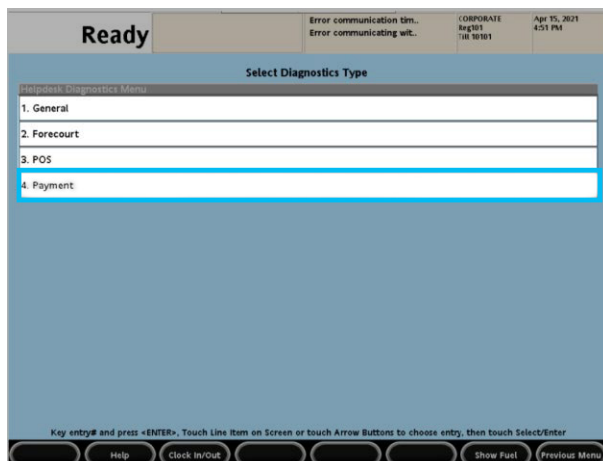 Ready
Error communication tim..
Error communicating wit..
CORPORATE
Reg101
Till 10101
Apr 15, 2021
4:51 PM
Select Diagnostics Type
Helpdesk Diagnostics Menu
1. General
2. Forecourt
3. POS
4. Payment
Key entry# and press <ENTER>, Touch Line Item on Screen or touch Arrow Buttons to choose entry, then touch Select/Enter
Help
Clock In/Out
Show Fuel
Previous Menu